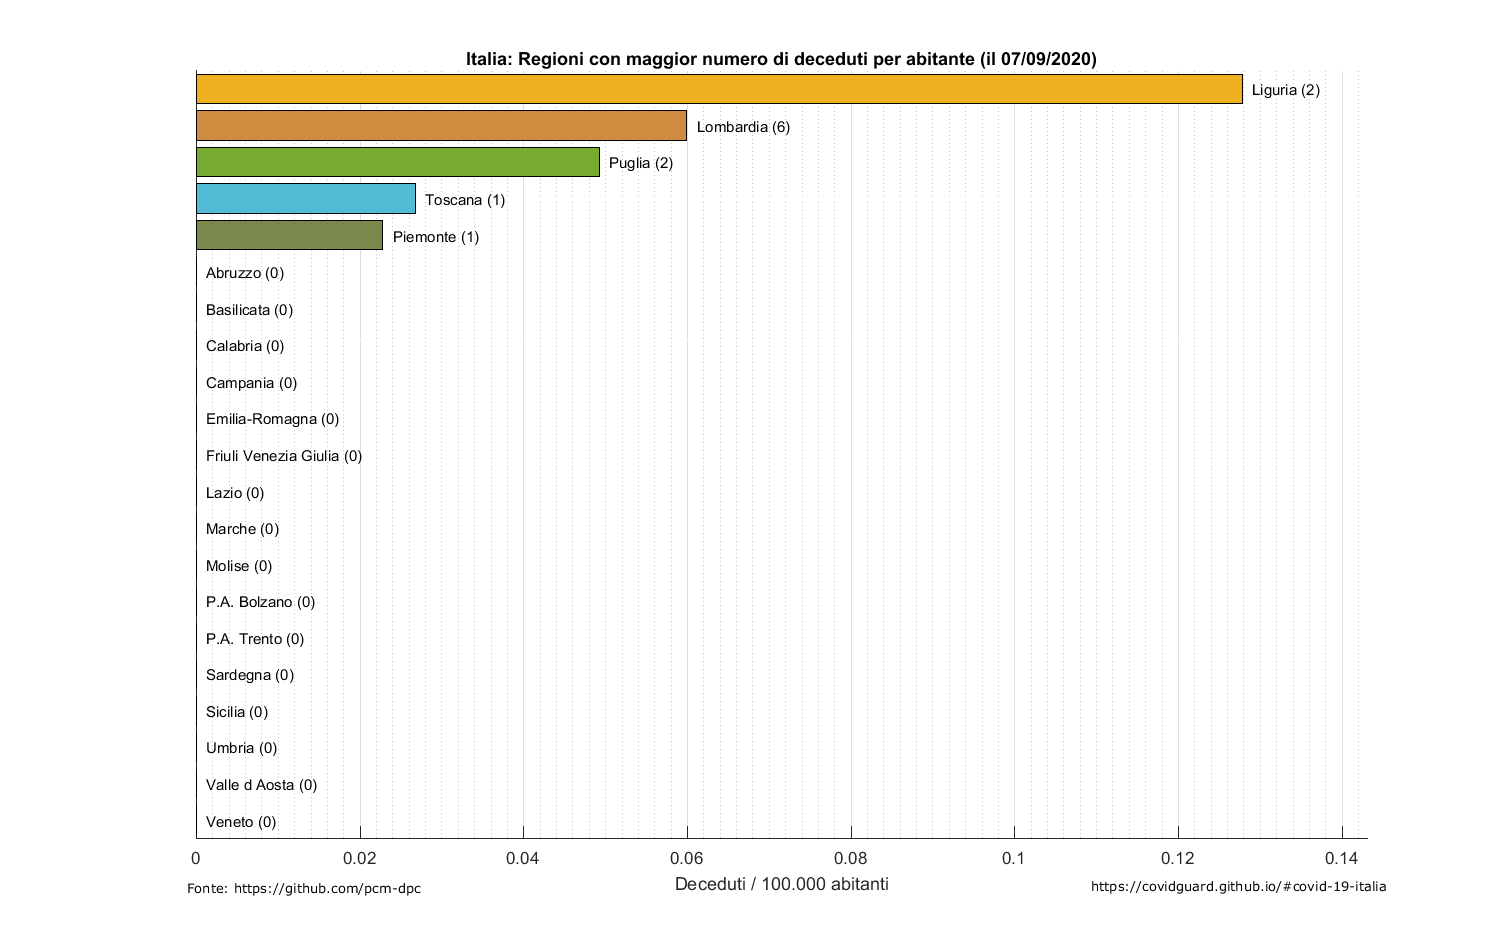 Italia: Regioni con maggior numero di deceduti per abitante (il 07/09/2020)
Liguria (2)
Lombardia (6)
Puglia (2)
Toscana (1)
Piemonte (1)
Abruzzo (0)
Basilicata (0)
Calabria (0)
Campania (0)
Emilia-Romagna (0)
Friuli Venezia Giulia (0)
Lazio (0)
Marche (0)
Molise (0)
P.A. Bolzano (0)
P.A. Trento (0)
Sardegna (0)
Sicilia (0)
Umbria (0)
Valle d Aosta (0)
Veneto (0)
0 0.02 0.04 0.06 0.08 0.1 0.12 0.14
Deceduti / 100.000 abitanti
Fonte: https://github.com/pcm-dpc
https://covidguard.github.io/#covid-19-italia